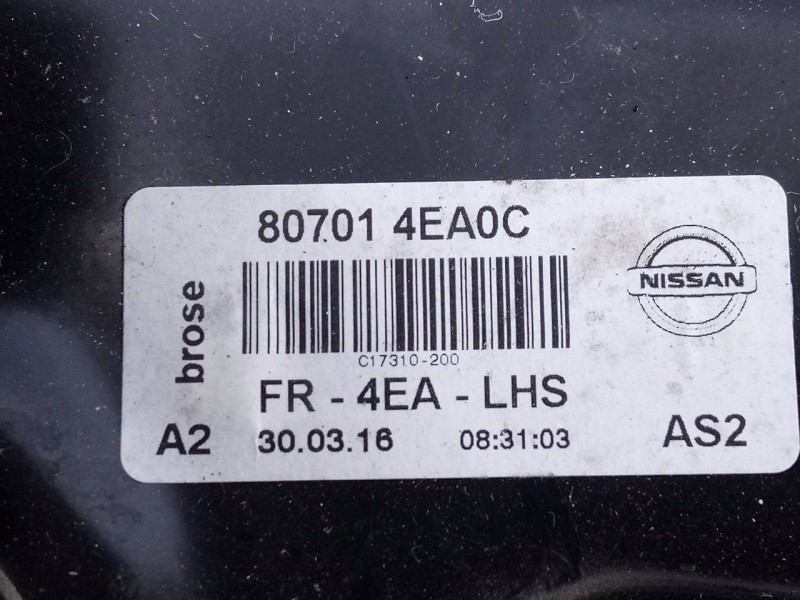 80701 4EA0C
brose
NISSAN
C17310-200
FR - 4EA - LHS
A2 30.03.16 08:31:03 AS2